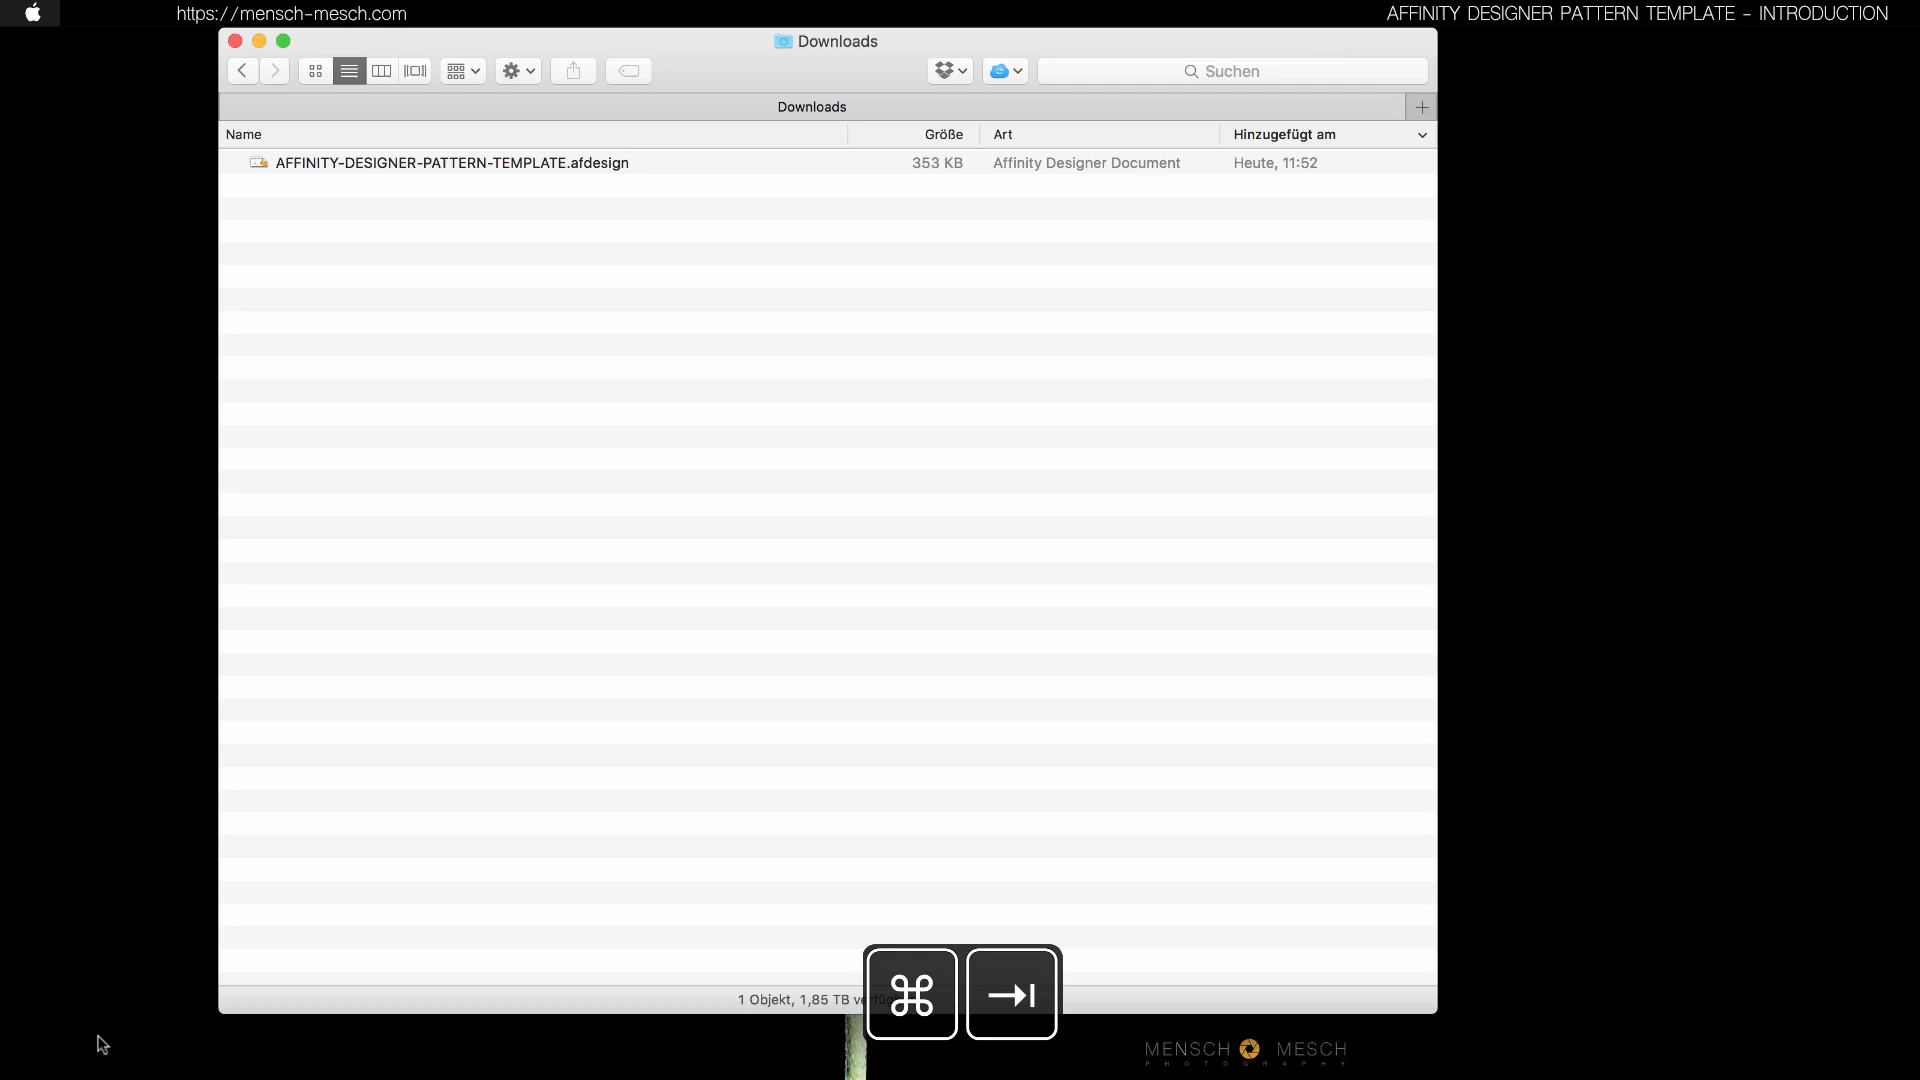 https://mensch-mesch.com
AFFINITY DESIGNER PATTERN TEMPLATE - INTRODUCTION
Downloads
Suchen
Downloads
Name Größe Art Hinzugefügt am
AFFINITY-DESIGNER-PATTERN-TEMPLATE.afdesign 353 KB Affinity Designer Document Heute, 11:52
1 Objekt, 1,85 TB
MENSCH MESCH
PHOTOGRAPHY